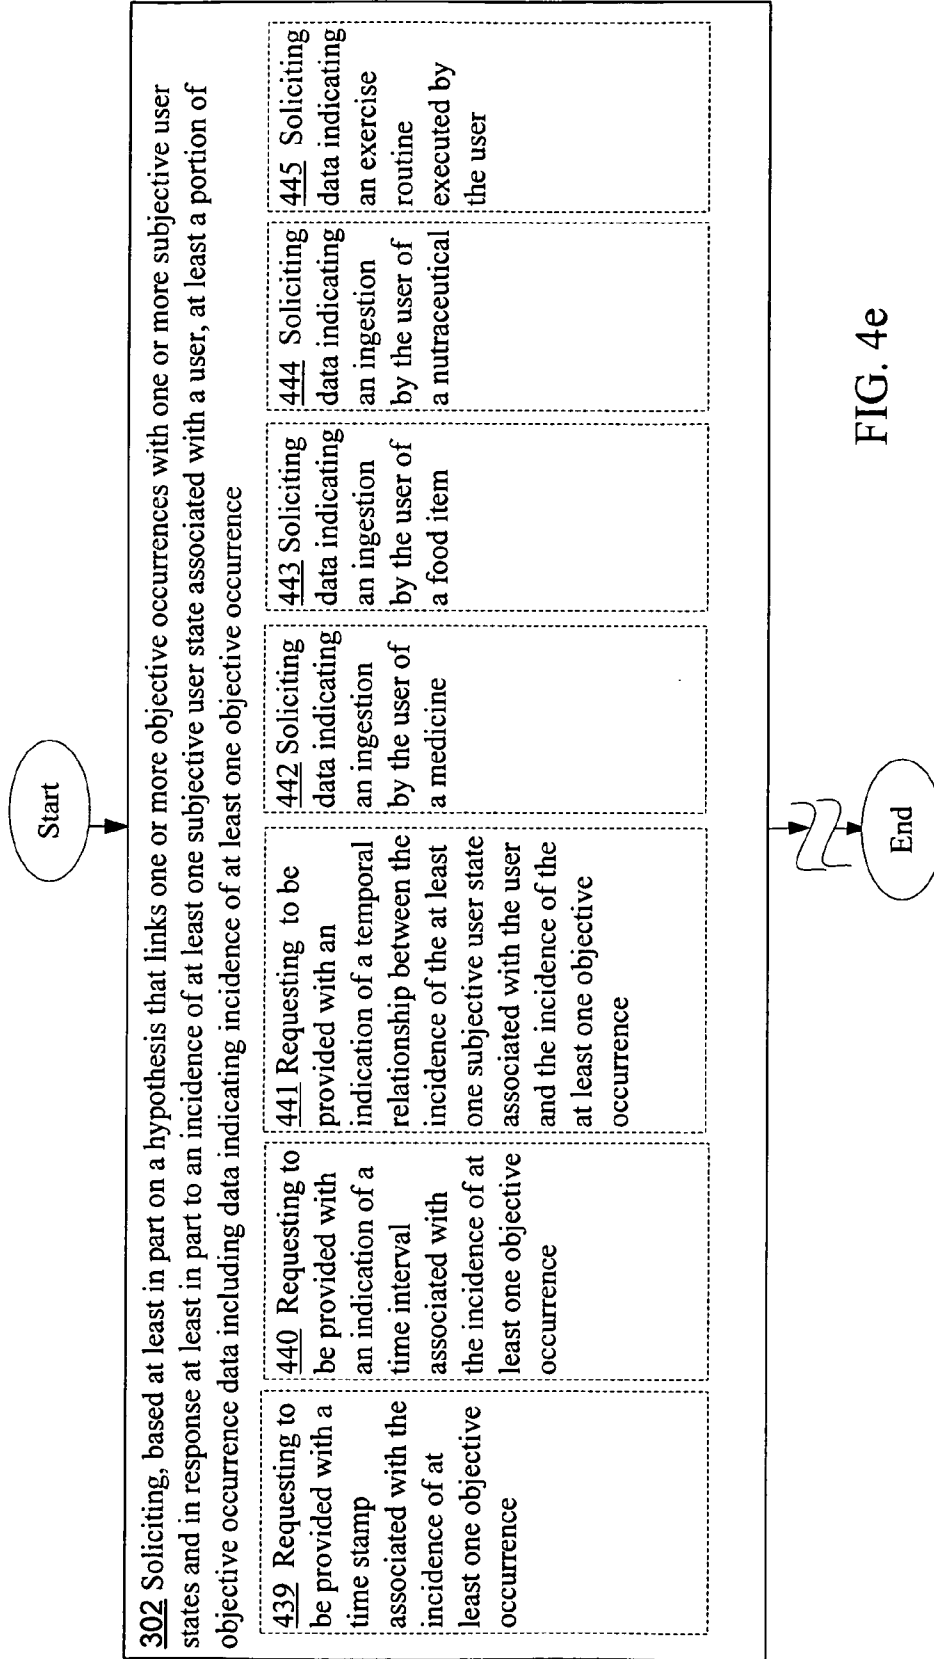 Start
302 Soliciting, based at least in part on a hypothesis that links one or more objective occurrences with one or more subjective user
states and in response at least in part to an incidence of at least one subjective user state associated with a user, at least a portion of
objective occurrence data including data indicating incidence of at least one objective occurrence
439 Requesting to
be provided with a
time stamp
associated with the
incidence of at
least one objective
occurrence
440 Requesting to
be provided with
an indication of a
time interval
associated with
the incidence of at
least one objective
occurrence
441 Requesting to be
provided with an
indication of a temporal
relationship between the
incidence of the at least
one subjective user state
associated with the user
and the incidence of the
at least one objective
occurrence
442 Soliciting
data indicating
an ingestion
by the user of
a medicine
443 Soliciting
data indicating
an ingestion
by the user of
a food item
444 Soliciting
data indicating
an ingestion
by the user of
a nutraceutical
445 Soliciting
data indicating
an exercise
routine
executed by
the user
End
FIG. 4e